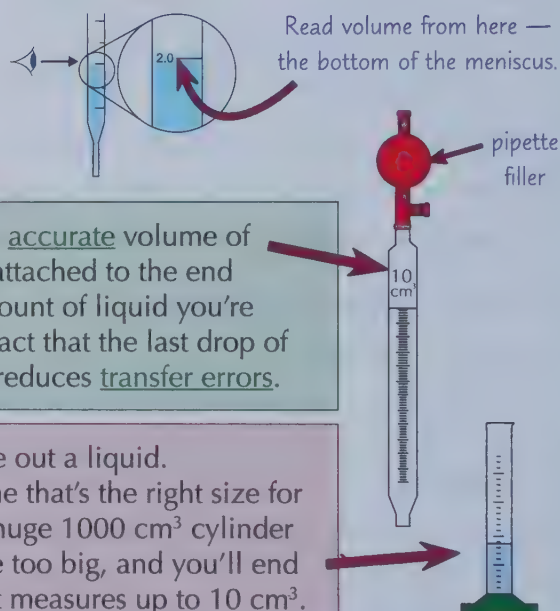 Read volume from here —
the bottom of the meniscus.
2.0
pipette
filler
accurate volume of
attached to the end
ount of liquid you're
act that the last drop of
reduces transfer errors.
10
cm³
e out a liquid.
ne that's the right size for
huge 1000 cm³ cylinder
e too big, and you'll end
t measures up to 10 cm³.